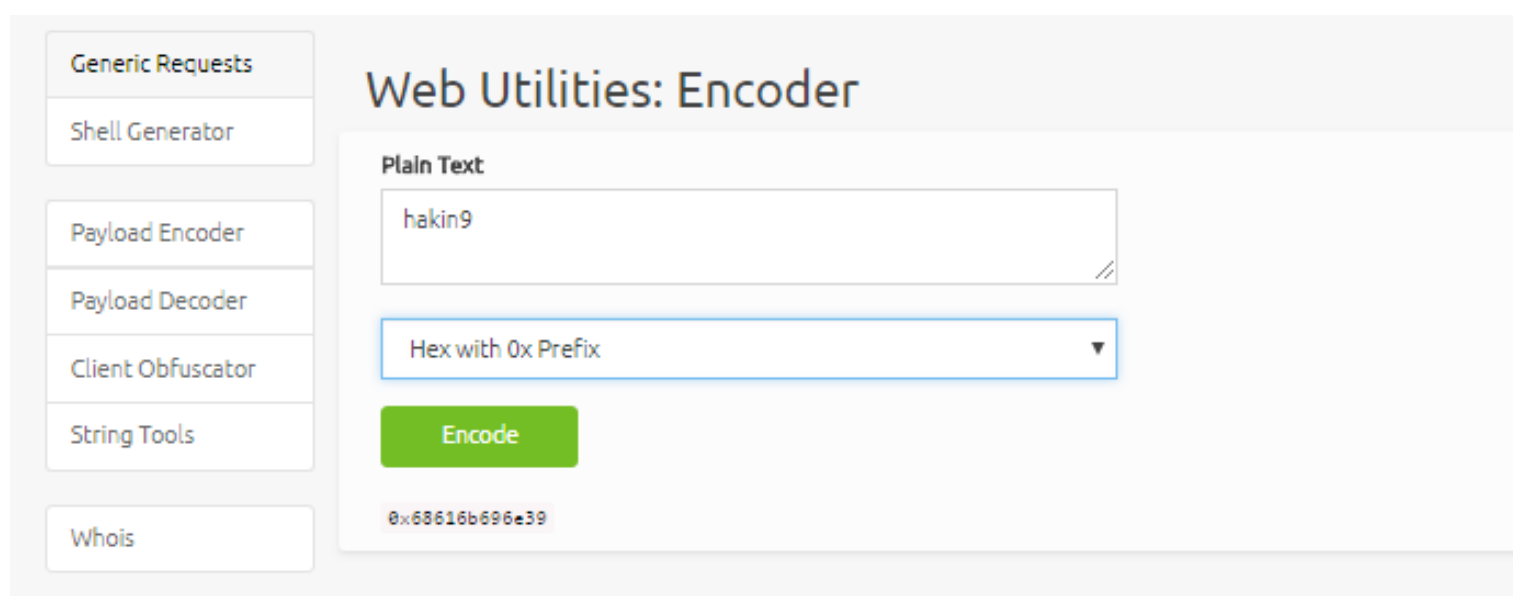 Generic Requests
Shell Generator
Payload Encoder
Payload Decoder
Client Obfuscator
String Tools
Whois
Web Utilities: Encoder
Plain Text
hakin9
Hex with 0x Prefix
Encode
0x68616b696e39